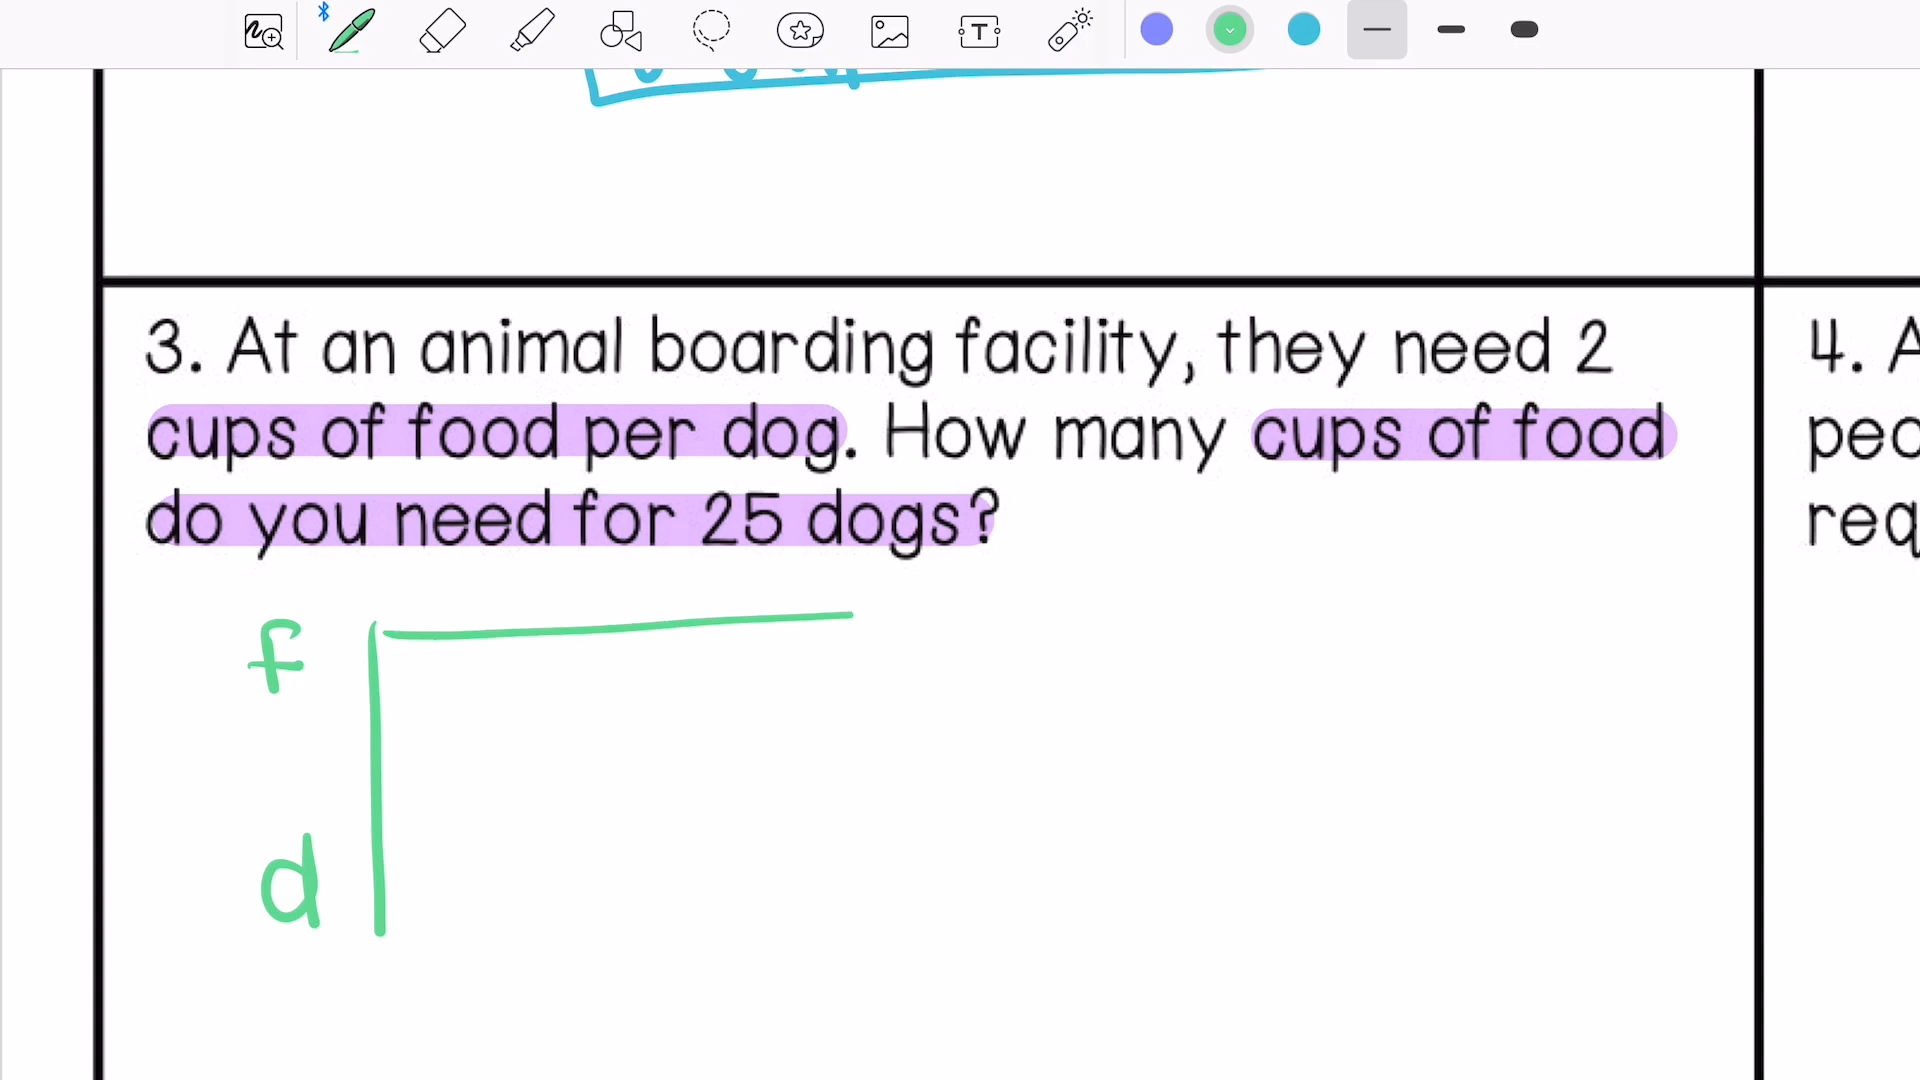 3. At an animal boarding facility, they need 2
cups of food per dog. How many cups of food
do you need for 25 dogs?
4. A
req
f
d